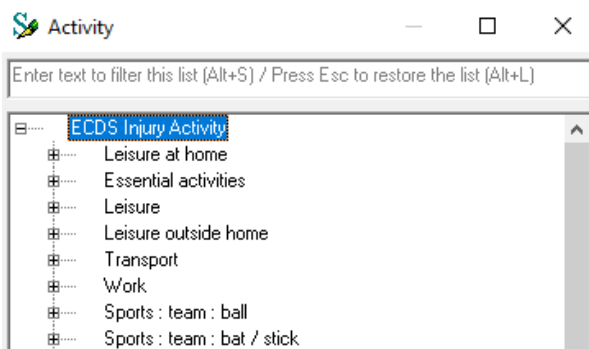 Activity
Enter text to filter this list (Alt+S) / Press Esc to restore the list (Alt+L)
ECDS Injury Activity
Leisure at home
Essential activities
Leisure
Leisure outside home
Transport
Work
Sports : team : ball
Sports : team : bat / stick